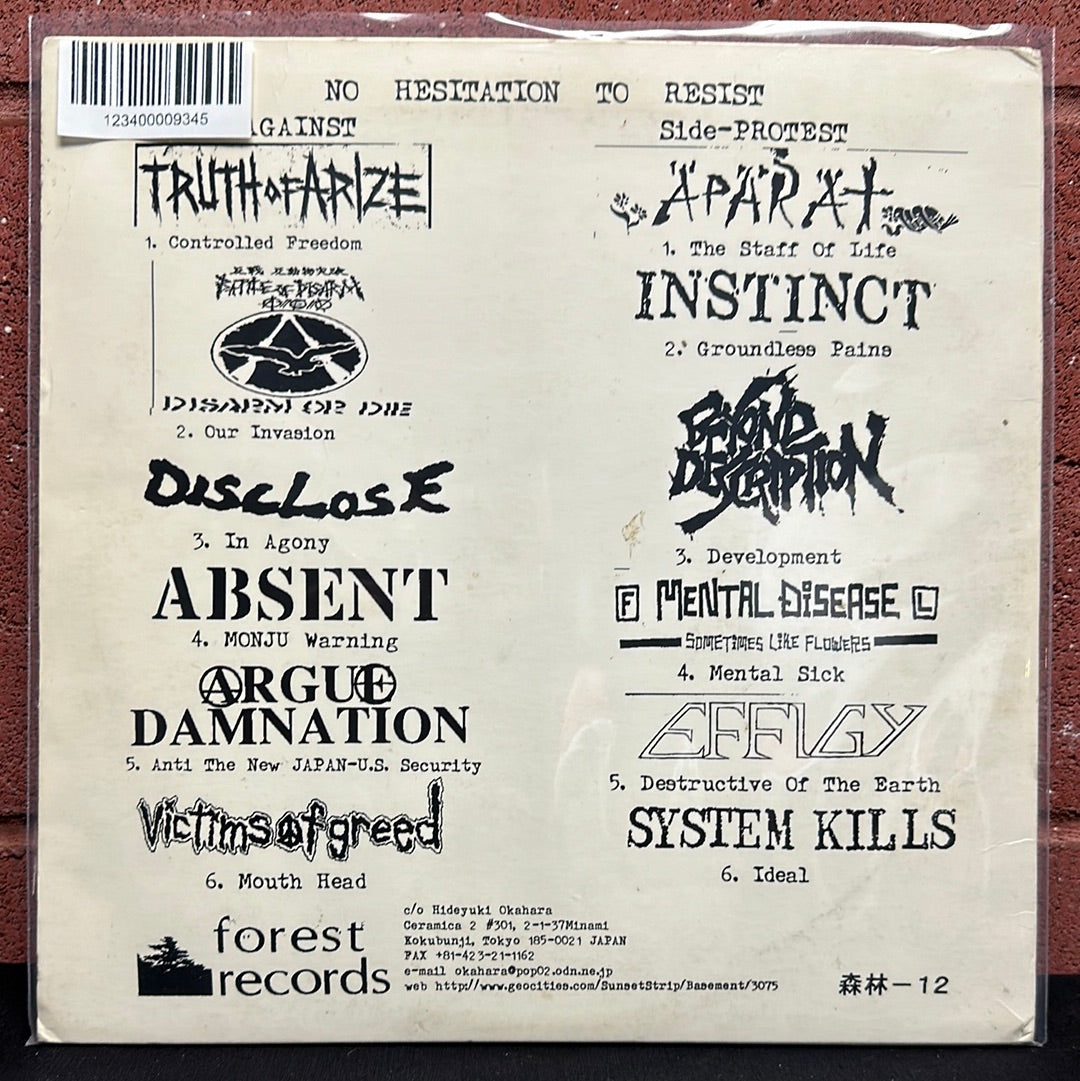 123400009345
NO HESITATION TO RESIST
AGAINST
TRUTH OF ARIZE
1. Controlled Freedom
BATTLE OF DISARM
DISARM OR DIE
2. Our Invasion
DISCLOSE
3. In Agony
ABSENT
4. MONJU Warning
ARGUE
DAMNATION
5. Anti The New JAPAN-U.S. Security
Victims of greed
6. Mouth Head
Side-PROTEST
APARAT
1. The Staff Of Life
INSTINCT
2. Groundless Pains
BEYOND
DESCRIPTION
3. Development
F MENTAL DISEASE L
SOMETIMES LIKE FLOWERS
4. Mental Sick
EFFIGY
5. Destructive Of The Earth
SYSTEM KILLS
6. Ideal
forest
records
c/o Hideyuki Okahara
Ceramica 2 #301, 2-1-37Minami
Kokubunji, Tokyo 185-0021 JAPAN
FAX +81-423-21-1162
e-mail okahara@pop02.odn.ne.jp
web http://www.geocities.com/SunsetStrip/Basement/3075
森林－12